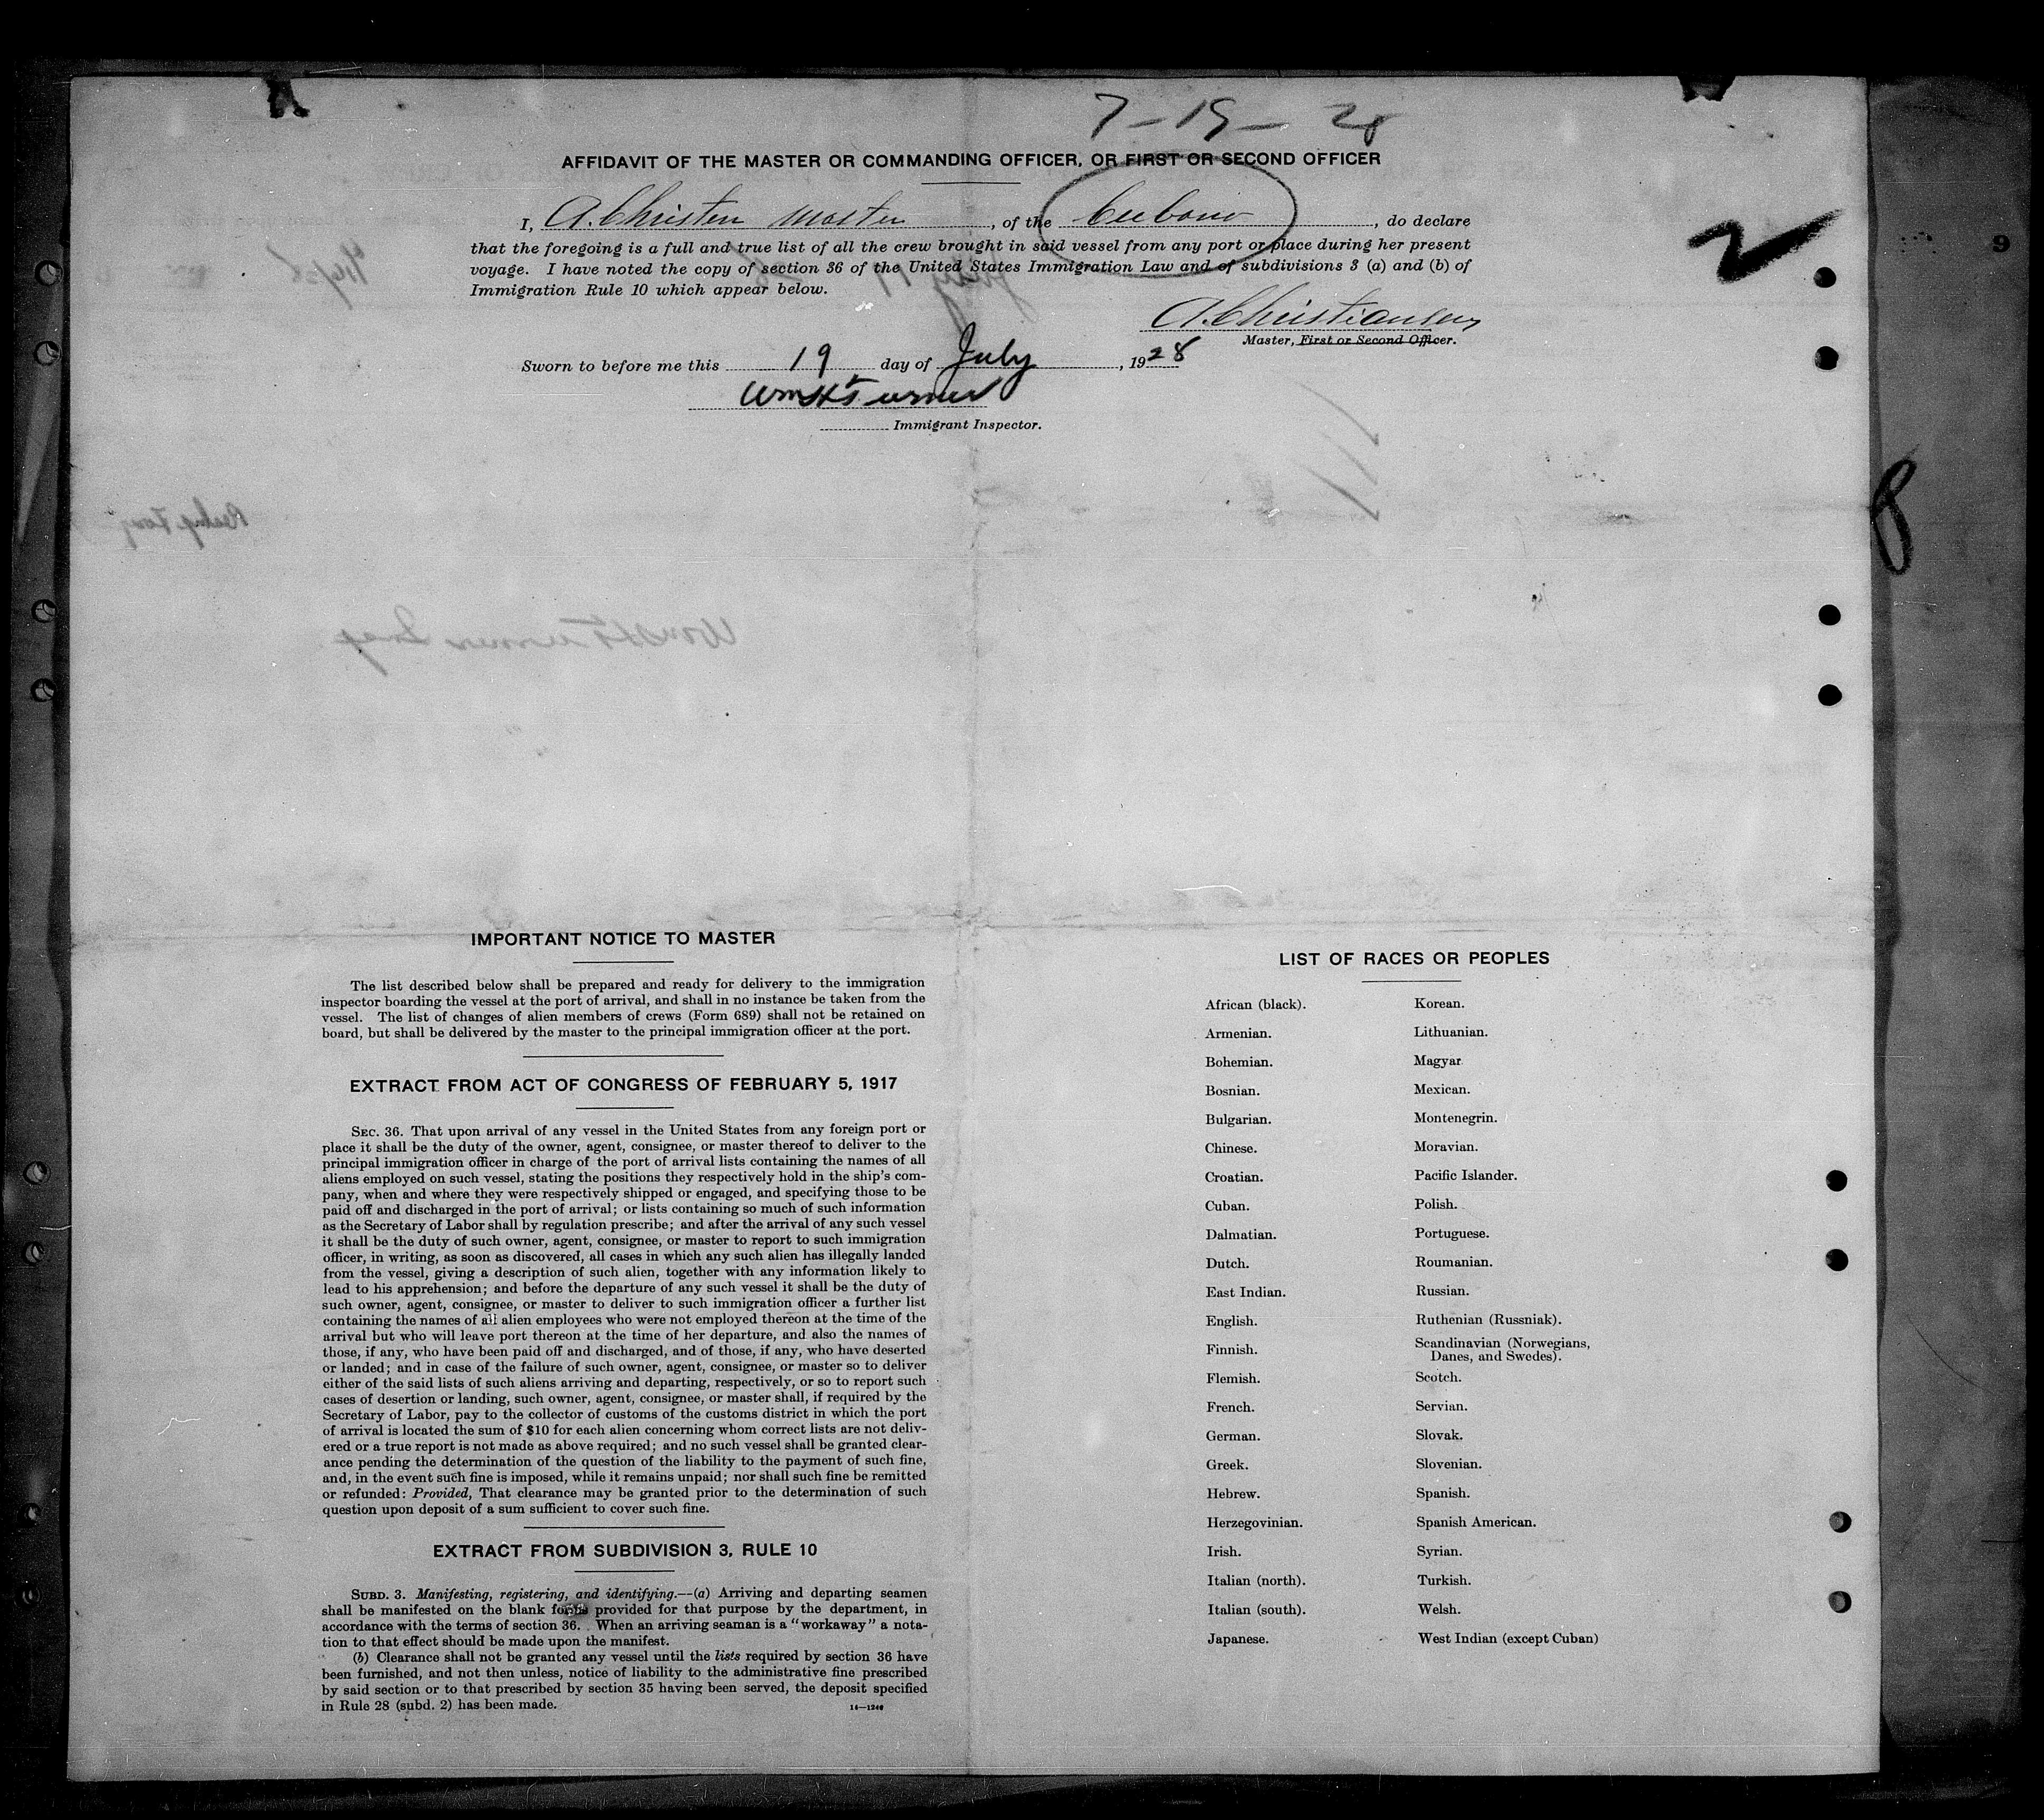 7-19-28
AFFIDAVIT OF THE MASTER OR COMMANDING OFFICER, OR FIRST OR SECOND OFFICER
I, A. Christen Master, of the Cubano, do declare
that the foregoing is a full and true list of all the crew brought in said vessel from any port or place during her present
voyage. I have noted the copy of section 36 of the United States Immigration Law and of subdivisions 3 (a) and (b) of
Immigration Rule 10 which appear below.
2
9
A. Christiansen
Master, First or Second Officer.
Sworn to before me this 19 day of July, 1928
Wm H Turner
Immigrant Inspector.
8
IMPORTANT NOTICE TO MASTER
The list described below shall be prepared and ready for delivery to the immigration
inspector boarding the vessel at the port of arrival, and shall in no instance be taken from the
vessel. The list of changes of alien members of crews (Form 689) shall not be retained on
board, but shall be delivered by the master to the principal immigration officer at the port.
EXTRACT FROM ACT OF CONGRESS OF FEBRUARY 5, 1917
SEC. 36. That upon arrival of any vessel in the United States from any foreign port or
place it shall be the duty of the owner, agent, consignee, or master thereof to deliver to the
principal immigration officer in charge of the port of arrival lists containing the names of all
aliens employed on such vessel, stating the positions they respectively hold in the ship's com-
pany, when and where they were respectively shipped or engaged, and specifying those to be
paid off and discharged in the port of arrival; or lists containing so much of such information
as the Secretary of Labor shall by regulation prescribe; and after the arrival of any such vessel
it shall be the duty of such owner, agent, consignee, or master to report to such immigration
officer, in writing, as soon as discovered, all cases in which any such alien has illegally landed
from the vessel, giving a description of such alien, together with any information likely to
lead to his apprehension; and before the departure of any such vessel it shall be the duty of
such owner, agent, consignee, or master to deliver to such immigration officer a further list
containing the names of all alien employees who were not employed thereon at the time of the
arrival but who will leave port thereon at the time of her departure, and also the names of
those, if any, who have been paid off and discharged, and of those, if any, who have deserted
or landed; and in case of the failure of such owner, agent, consignee, or master so to deliver
either of the said lists of such aliens arriving and departing, respectively, or so to report such
cases of desertion or landing, such owner, agent, consignee, or master shall, if required by the
Secretary of Labor, pay to the collector of customs of the customs district in which the port
of arrival is located the sum of $10 for each alien concerning whom correct lists are not deliv-
ered or a true report is not made as above required; and no such vessel shall be granted clear-
ance pending the determination of the question of the liability to the payment of such fine,
and, in the event such fine is imposed, while it remains unpaid; nor shall such fine be remitted
or refunded: Provided, That clearance may be granted prior to the determination of such
question upon deposit of a sum sufficient to cover such fine.
EXTRACT FROM SUBDIVISION 3, RULE 10
SUBD. 3. Manifesting, registering, and identifying.—(a) Arriving and departing seamen
shall be manifested on the blank forms provided for that purpose by the department, in
accordance with the terms of section 36. When an arriving seaman is a "workaway" a nota-
tion to that effect should be made upon the manifest.
(b) Clearance shall not be granted any vessel until the lists required by section 36 have
been furnished, and not then unless, notice of liability to the administrative fine prescribed
by said section or to that prescribed by section 35 having been served, the deposit specified
in Rule 28 (subd. 2) has been made.
14—1240
LIST OF RACES OR PEOPLES
African (black).
Armenian.
Bohemian.
Bosnian.
Bulgarian.
Chinese.
Croatian.
Cuban.
Dalmatian.
Dutch.
East Indian.
English.
Finnish.
Flemish.
French.
German.
Greek.
Hebrew.
Herzegovinian.
Irish.
Italian (north).
Italian (south).
Japanese.
Korean.
Lithuanian.
Magyar
Mexican.
Montenegrin.
Moravian.
Pacific Islander.
Polish.
Portuguese.
Roumanian.
Russian.
Ruthenian (Russniak).
Scandinavian (Norwegians,
Danes, and Swedes).
Scotch.
Servian.
Slovak.
Slovenian.
Spanish.
Spanish American.
Syrian.
Turkish.
Welsh.
West Indian (except Cuban)